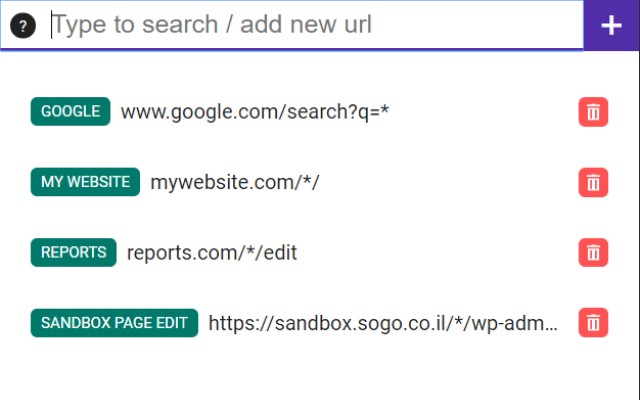 ? Type to search / add new url +
GOOGLE www.google.com/search?q=*
MY WEBSITE mywebsite.com/*/
REPORTS reports.com/*/edit
SANDBOX PAGE EDIT https://sandbox.sogo.co.il/*/wp-adm...